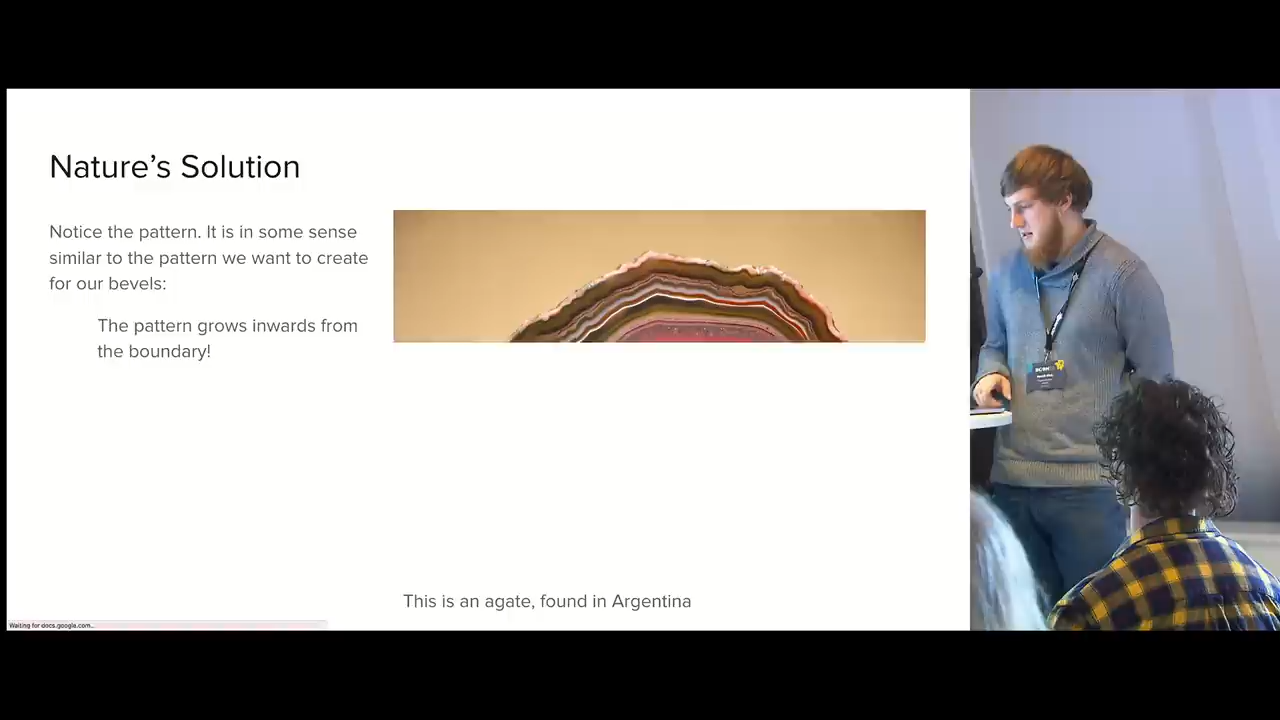 Nature’s Solution
Notice the pattern. It is in some sense
similar to the pattern we want to create
for our bevels:
The pattern grows inwards from
the boundary!
This is an agate, found in Argentina
Waiting for docs.google.com...